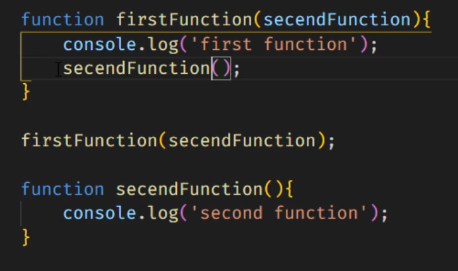 function firstFunction(secendFunction){
console.log('first function');
secendFunction();
}
firstFunction(secendFunction);
function secendFunction(){
console.log('second function');
}